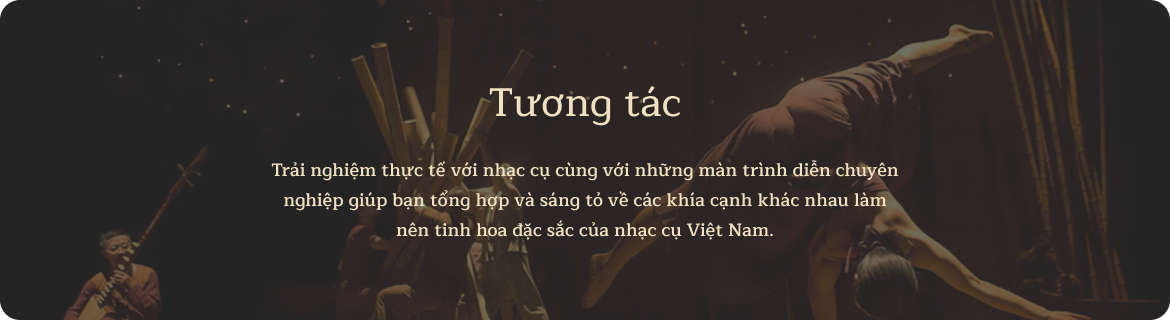 Tương tác
Trải nghiệm thực tế với nhạc cụ cùng với những màn trình diễn chuyên
nghiệp giúp bạn tổng hợp và sáng tỏ về các khía cạnh khác nhau làm
nên tinh hoa đặc sắc của nhạc cụ Việt Nam.